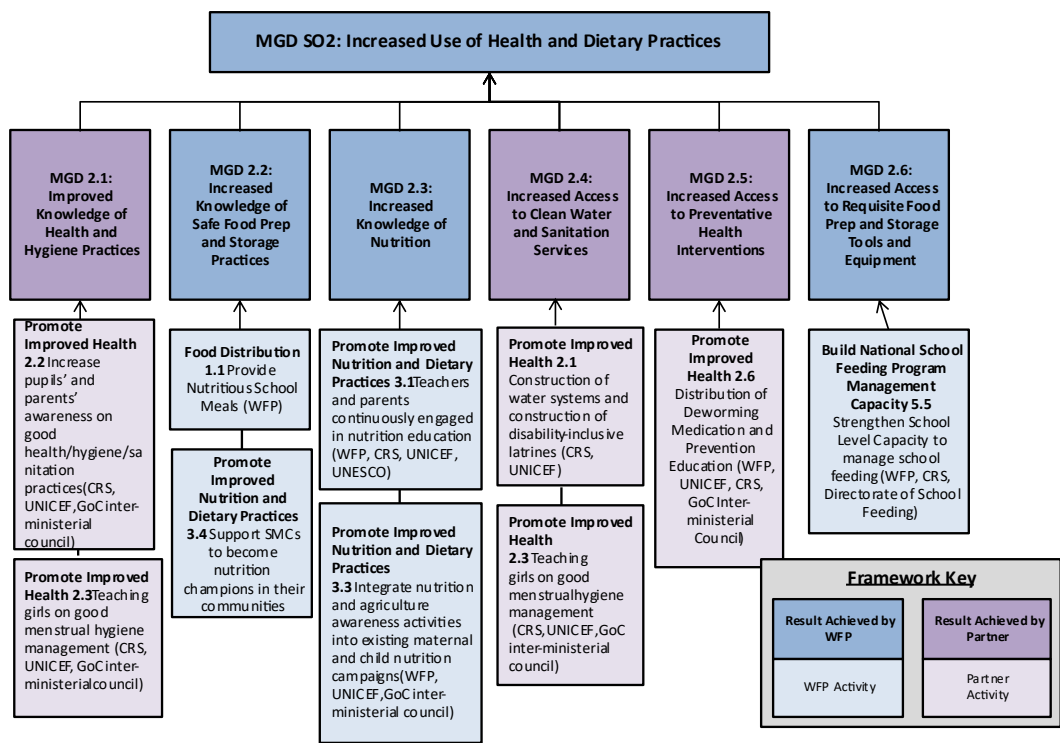 MGD SO2: Increased Use of Health and Dietary Practices
MGD 2.1:
Improved
Knowledge of
Health and
Hygiene Practices
MGD 2.2:
Increased
Knowledge of
Safe Food Prep
and Storage
Practices
MGD 2.3:
Increased
Knowledge of
Nutrition
MGD 2.4:
Increased Access
to Clean Water
and Sanitation
Services
MGD 2.5:
Increased Access
to Preventative
Health
Interventions
MGD 2.6:
Increased Access
to Requisite Food
Prep and Storage
Tools and
Equipment
Promote
Improved Health
2.2 Increase
pupils' and
parents'
awareness on
good
health/hygiene/sa
nitation
practices(CRS,
UNICEF,GoC inter-
ministerial
council)
Promote Improved
Health 2.3 Teaching
girls on good
menstrual hygiene
management (CRS,
UNICEF, GoC inter-
ministerial council)
Food Distribution
1.1 Provide
Nutritious School
Meals (WFP)
Promote Improved
Nutrition and
Dietary Practices
3.4 Support SMCs
to become
nutrition
champions in their
communities
Promote Improved
Nutrition and Dietary
Practices 3.1 Teachers
and parents
continuously engaged
in nutrition education
(WFP, CRS, UNICEF,
UNESCO)
Promote Improved
Nutrition and Dietary
Practices
3.3 Integrate nutrition
and agriculture
awareness activities
into existing maternal
and child nutrition
campaigns(WFP,
UNICEF,GoC inter-
ministerial council)
Promote Improved
Health 2.1
Construction of
water systems and
construction of
disability-inclusive
latrines (CRS,
UNICEF)
Promote Improved
Health
2.3 Teaching
girls on good
menstrual hygiene
management
(CRS,UNICEF,GoC
inter-ministerial
council)
Promote
Improved
Health 2.6
Distribution of
Deworming
Medication and
Prevention
Education (WFP,
UNICEF, CRS,
GoC Inter-
ministerial
Council)
Build National School
Feeding Program
Management
Capacity 5.5
Strengthen School
Level Capacity to
manage school
feeding (WFP, CRS,
Directorate of School
Feeding)
Framework Key
Result Achieved by
WFP
Result Achieved by
Partner
WFP Activity
Partner
Activity